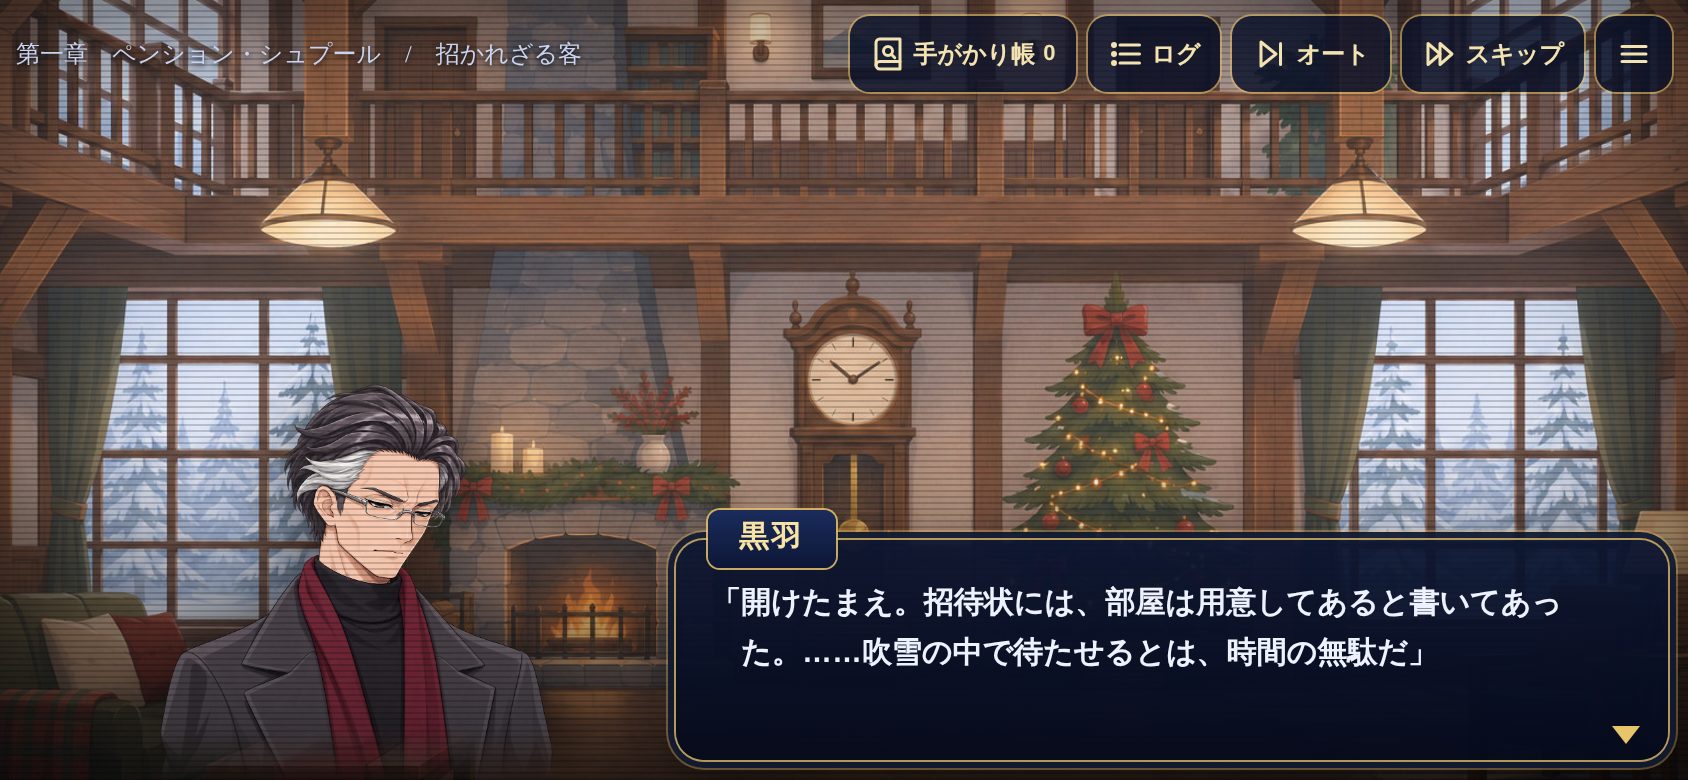 第一章　ペンション・シュプール　/　招かれざる客
手がかり帳 0
ログ
オート
スキップ
黒羽
「開けたまえ。招待状には、部屋は用意してあると書いてあっ
た。……吹雪の中で待たせるとは、時間の無駄だ」